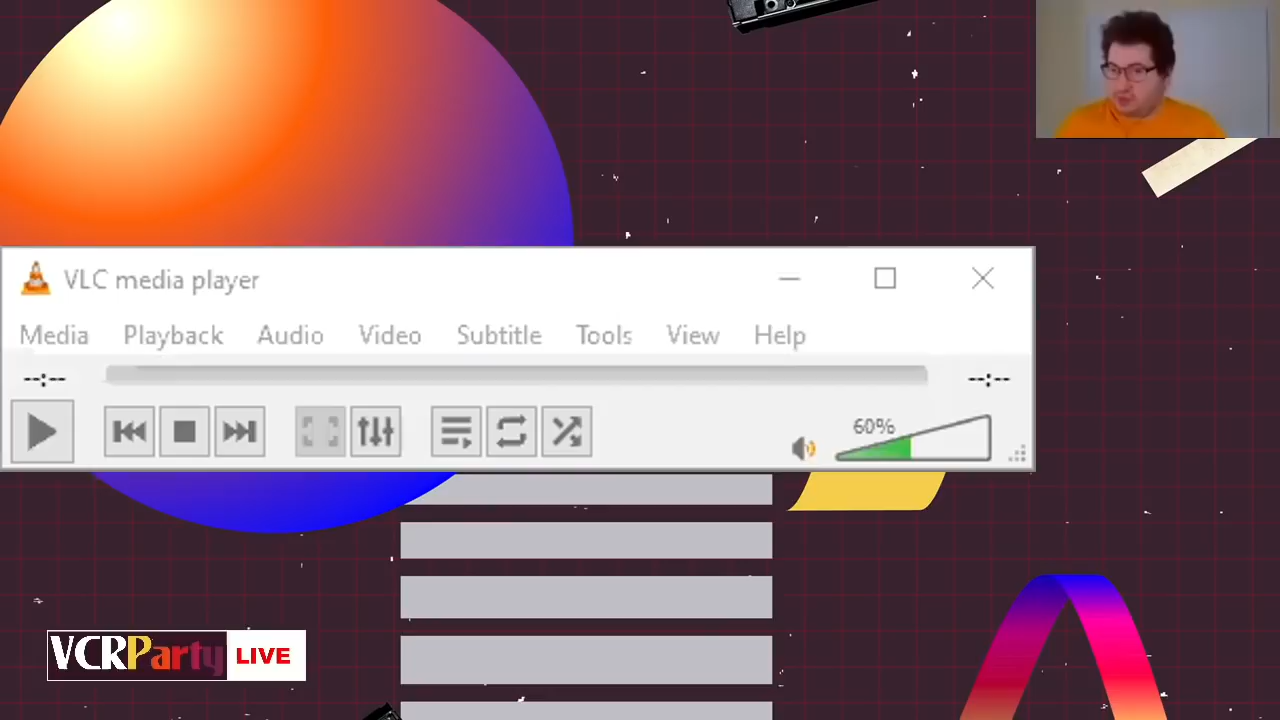 VLC media player
Media Playback Audio Video Subtitle Tools View Help
--:-- --:--
60%
VCRParty LIVE